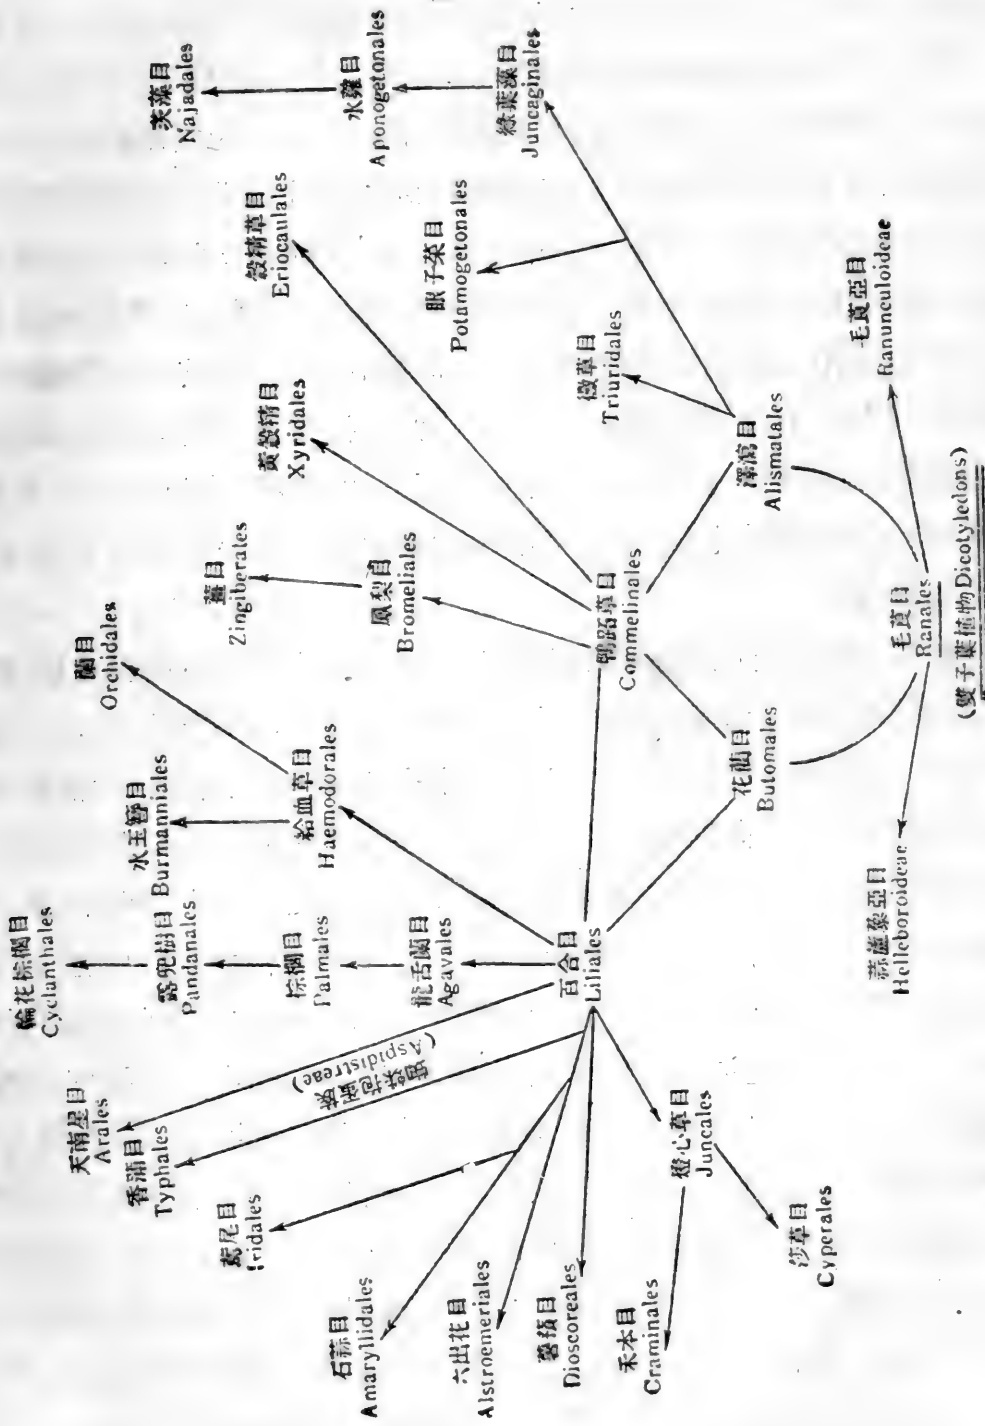 茨藻目
Najadales
水蕹目
Aponogetonales
綠葉藻目
Juncaginales
穀精草目
Eriocaulales
眼子菜目
Potamogetonales
黃穀精目
Xyridales
黴草目
Triuridales
薑目
Zingiberales
鳳梨目
Bromeliales
鴨跖草目
Commelinales
澤瀉目
Alismatales
毛茛亞目
Ranunculoideae
蘭目
Orchidales
水玉簪目
Burmanniales
給血草目
Haemodorales
花藺目
Butomales
毛茛目
Ranales
(雙子葉植物Dicotyledons)
蒜藜蘆亞目
Helleboroideae
輪花棕櫚目
Cyclanthales
露兜樹目
Pandanales
棕櫚目
Palmales
龍舌蘭目
Agavales
百合目
Liliales
天南星目
Arales
香蒲目
Typhales
(Aspidistreae)
鳶尾目
Iridales
石蒜目
Amaryllidales
六出花目
Alstroemeriales
薯蕷目
Dioscoreales
燈心草目
Juncales
禾本目
Craminales
莎草目
Cyperales